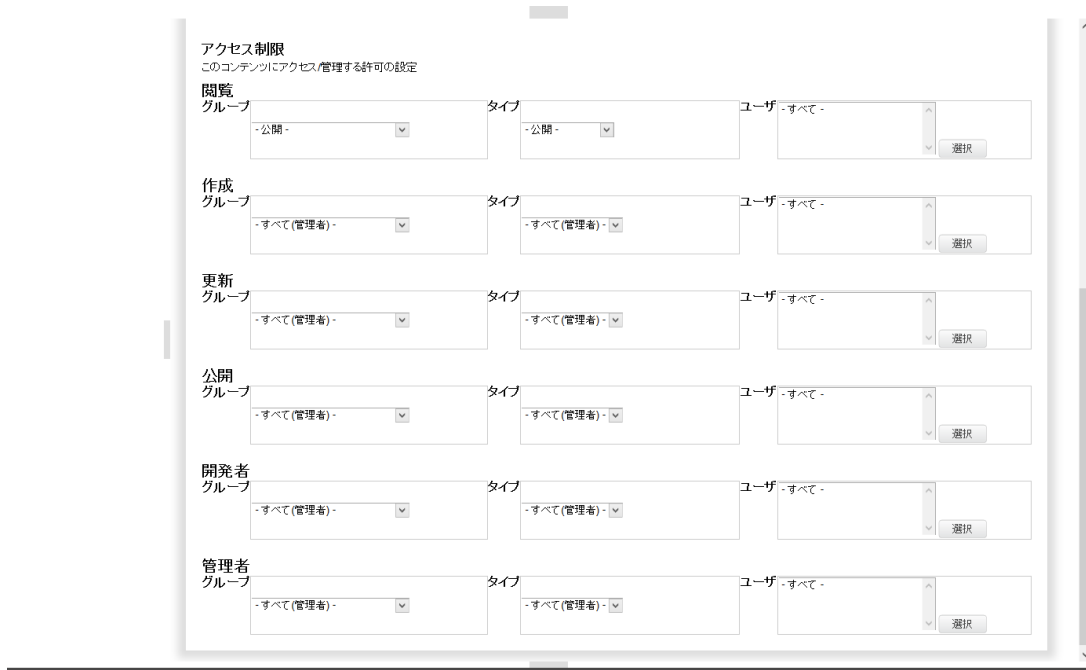 アクセス制限
このコンテンツにアクセス/管理する許可の設定
閲覧
グループ タイプ ユーザ - すべて -
- 公開 - - 公開 -
選択
作成
グループ タイプ ユーザ - すべて -
- すべて(管理者) - - すべて(管理者) -
選択
更新
グループ タイプ ユーザ - すべて -
- すべて(管理者) - - すべて(管理者) -
選択
公開
グループ タイプ ユーザ - すべて -
- すべて(管理者) - - すべて(管理者) -
選択
開発者
グループ タイプ ユーザ - すべて -
- すべて(管理者) - - すべて(管理者) -
選択
管理者
グループ タイプ ユーザ - すべて -
- すべて(管理者) - - すべて(管理者) -
選択